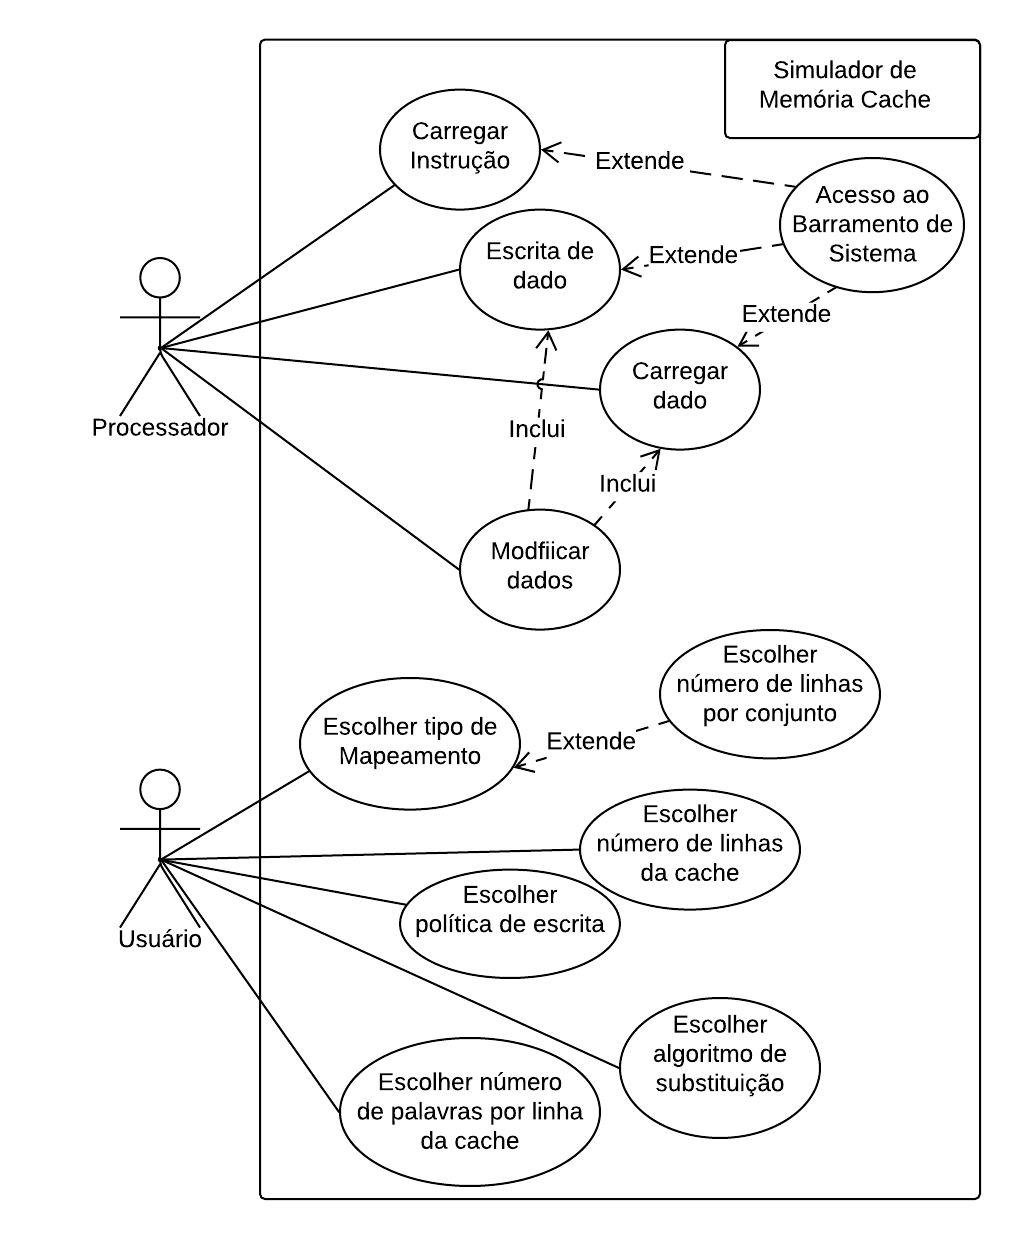 Simulador de
Memória Cache
Carregar
Instrução
Extende
Acesso ao
Barramento de
Sistema
Escrita de
dado
Extende
Extende
Carregar
dado
Processador
Inclui
Inclui
Modfiicar
dados
Escolher
número de linhas
por conjunto
Escolher tipo de
Mapeamento
Extende
Escolher
número de linhas
da cache
Escolher
política de escrita
Usuário
Escolher
algoritmo de
substituição
Escolher número
de palavras por linha
da cache